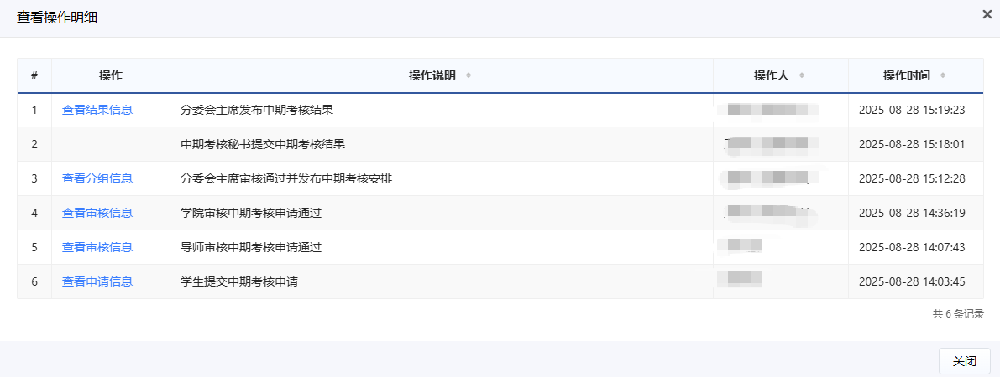 查看操作明细
# 操作 操作说明 操作人 操作时间
1 查看结果信息 分委会主席发布中期考核结果 2025-08-28 15:19:23
2 中期考核秘书提交中期考核结果 2025-08-28 15:18:01
3 查看分组信息 分委会主席审核通过并发布中期考核安排 2025-08-28 15:12:28
4 查看审核信息 学院审核中期考核申请通过 2025-08-28 14:36:19
5 查看审核信息 导师审核中期考核申请通过 2025-08-28 14:07:43
6 查看申请信息 学生提交中期考核申请 2025-08-28 14:03:45
共 6 条记录
关闭